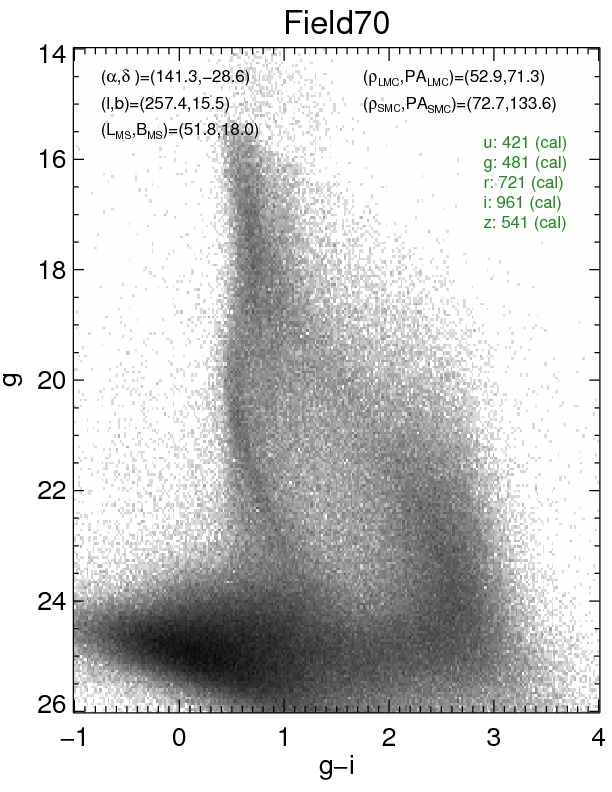 Field70
(α,δ )=(141.3,−28.6)
(ρLMC,PALMC)=(52.9,71.3)
(l,b)=(257.4,15.5)
(ρSMC,PASMC)=(72.7,133.6)
(LMS,BMS)=(51.8,18.0)
u: 421 (cal)
g: 481 (cal)
r: 721 (cal)
i: 961 (cal)
z: 541 (cal)
14
16
18
20
22
24
26
g
−1 0 1 2 3 4
g−i